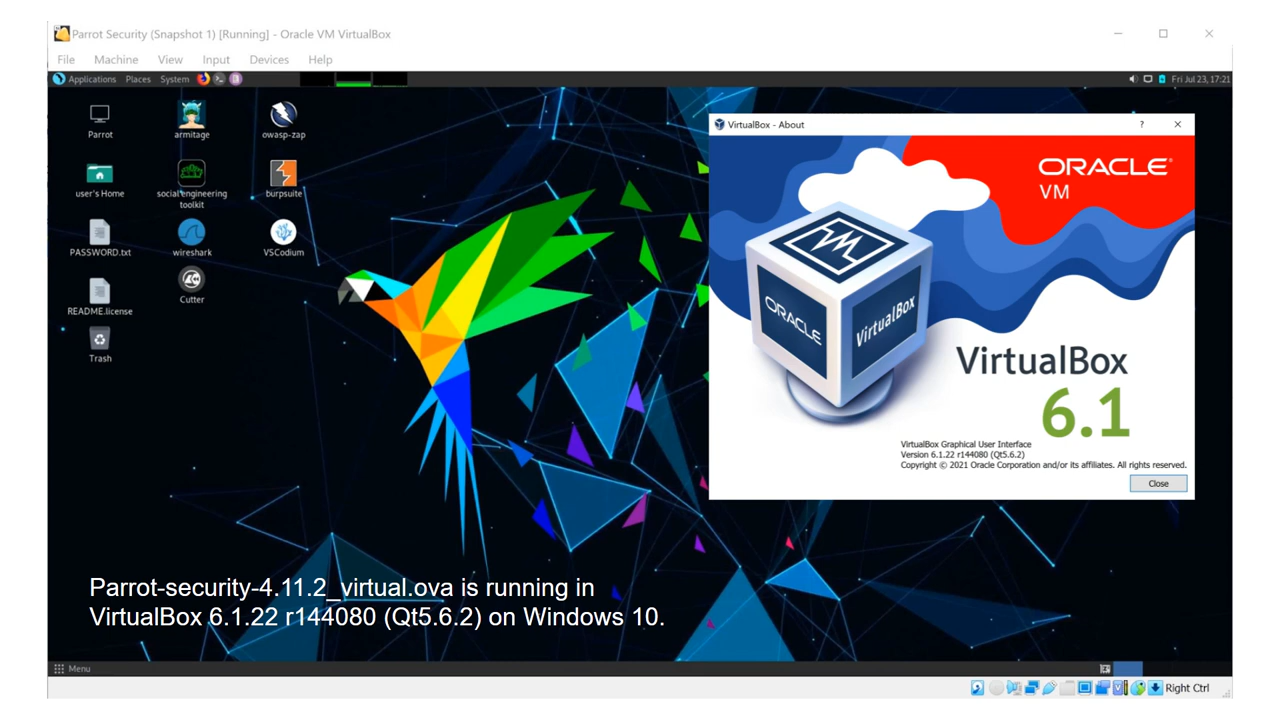 Parrot Security (Snapshot 1) [Running] - Oracle VM VirtualBox
File Machine View Input Devices Help
Applications Places System
Fri Jul 23, 17:21
Parrot
armitage
owasp-zap
user's Home
social engineering
toolkit
burpsuite
PASSWORD.txt
wireshark
VSCodium
README.license
Cutter
Trash
VirtualBox - About
?
ORACLE®
VM
ORACLE
VirtualBox
VirtualBox
6.1
VirtualBox Graphical User Interface
Version 6.1.22 r144080 (Qt5.6.2)
Copyright © 2021 Oracle Corporation and/or its affiliates. All rights reserved.
Close
Parrot-security-4.11.2_virtual.ova is running in
VirtualBox 6.1.22 r144080 (Qt5.6.2) on Windows 10.
Menu
Right Ctrl